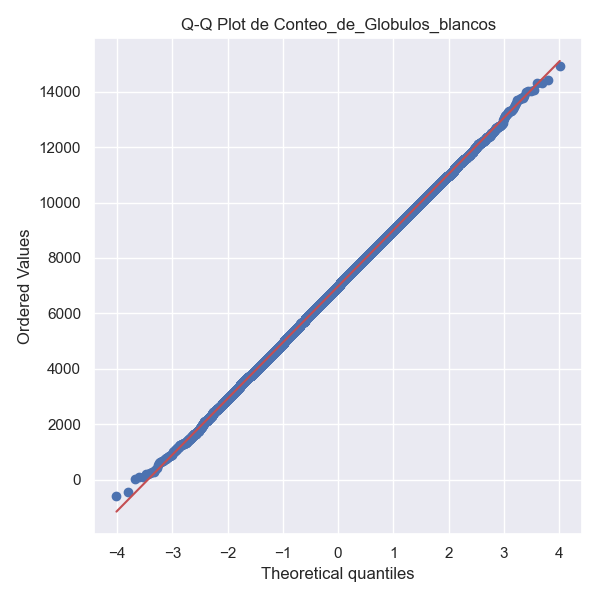 Q-Q Plot de Conteo_de_Globulos_blancos
14000
12000
10000
8000
6000
4000
2000
0
Ordered Values
−4 −3 −2 −1 0 1 2 3 4
Theoretical quantiles